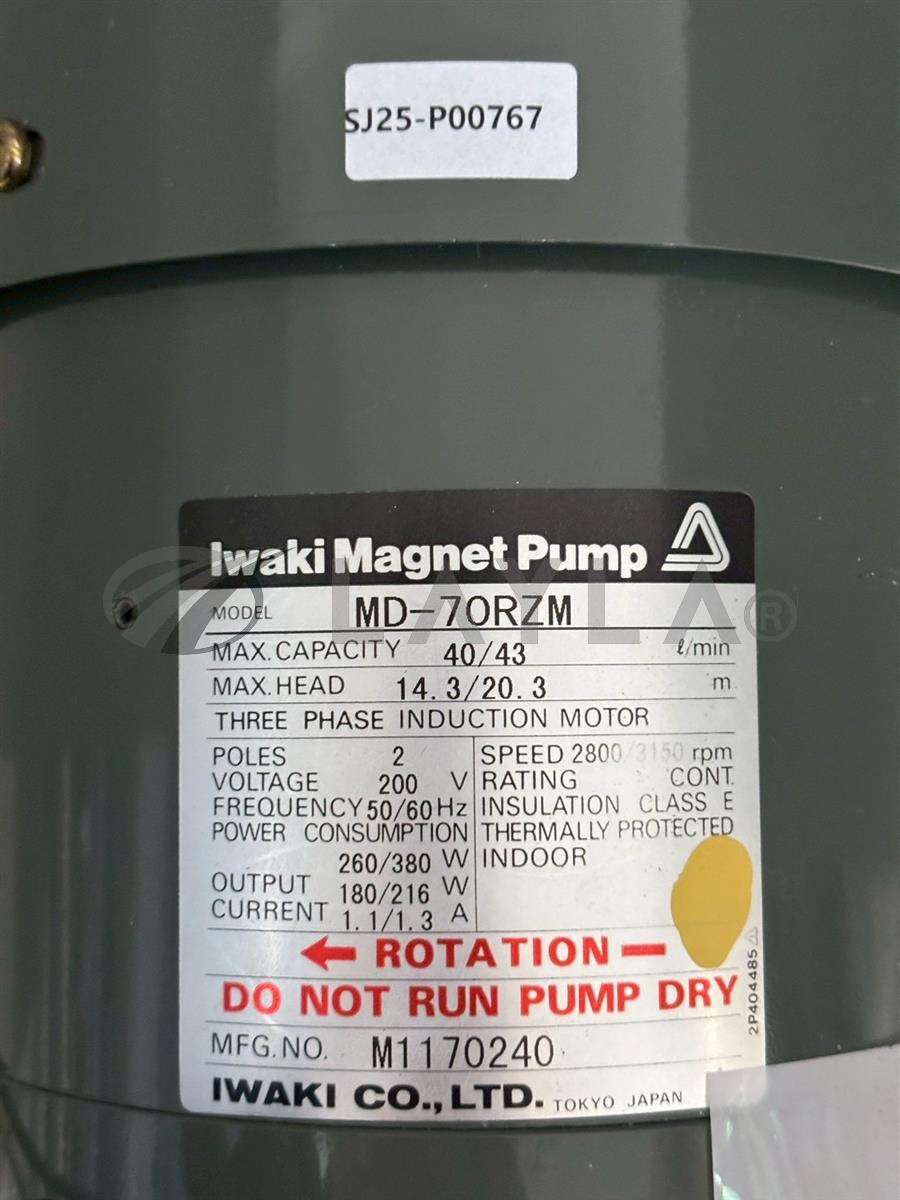 SJ25-P00767
Iwaki Magnet Pump
LAYLA®
MODEL MD-70RZM
MAX. CAPACITY 40/43 ℓ/min
MAX. HEAD 14.3/20.3 m
THREE PHASE INDUCTION MOTOR
POLES 2
VOLTAGE 200 V
FREQUENCY 50/60 Hz
POWER CONSUMPTION
260/380 W
OUTPUT 180/216 W
CURRENT 1.1/1.3 A
SPEED 2800/3150 rpm
RATING CONT.
INSULATION CLASS E
THERMALLY PROTECTED
INDOOR
← ROTATION —
DO NOT RUN PUMP DRY
2P404485△
MFG. NO. M1170240
IWAKI CO., LTD. TOKYO JAPAN